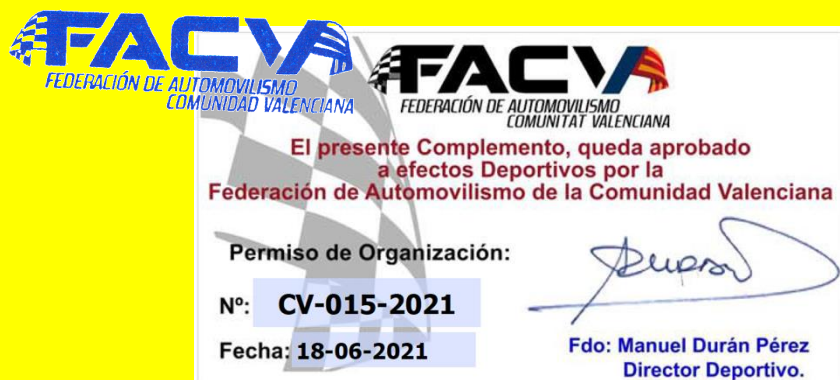 FACVA
FEDERACIÓN DE AUTOMOVILISMO
COMUNIDAD VALENCIANA
FACVA
FEDERACIÓN DE AUTOMOVILISMO
COMUNITAT VALENCIANA
El presente Complemento, queda aprobado
a efectos Deportivos por la
Federación de Automovilismo de la Comunidad Valenciana
Permiso de Organización:
Nº: CV-015-2021
Fecha: 18-06-2021
Fdo: Manuel Durán Pérez
Director Deportivo.